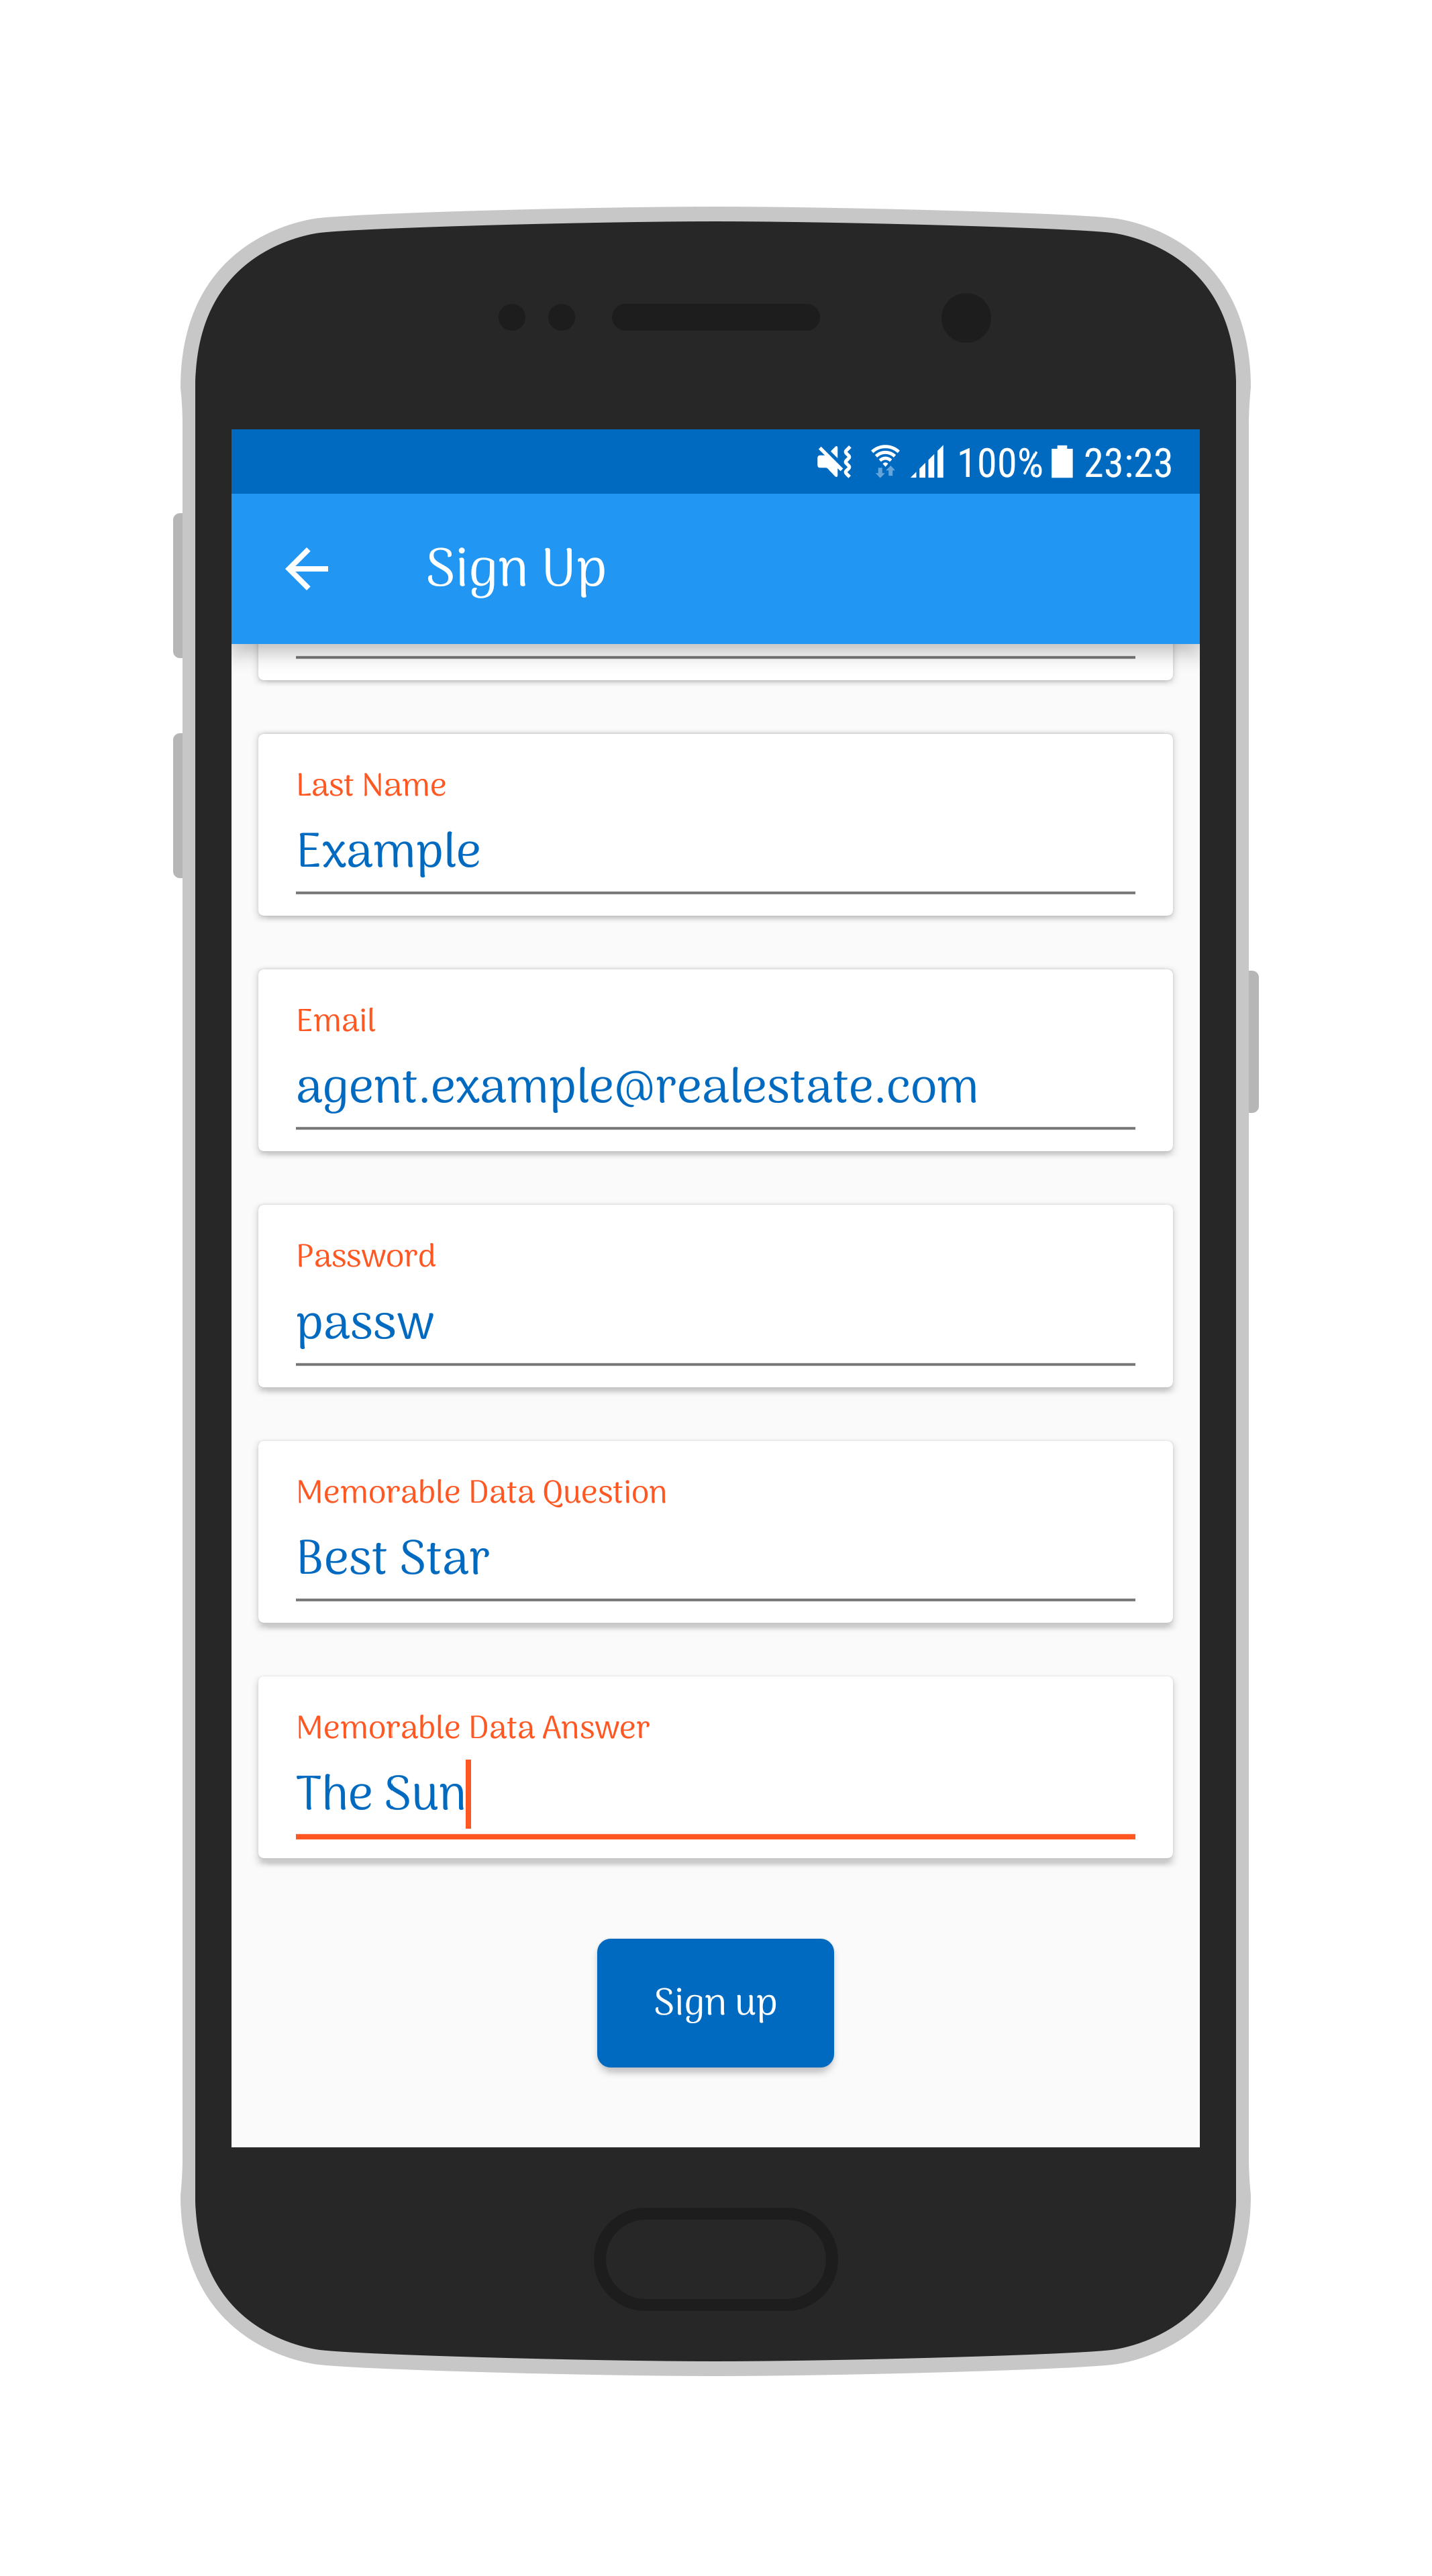 100% 23:23
Sign Up
Last Name
Example
Email
agent.example@realestate.com
Password
passw
Memorable Data Question
Best Star
Memorable Data Answer
The Sun
Sign up